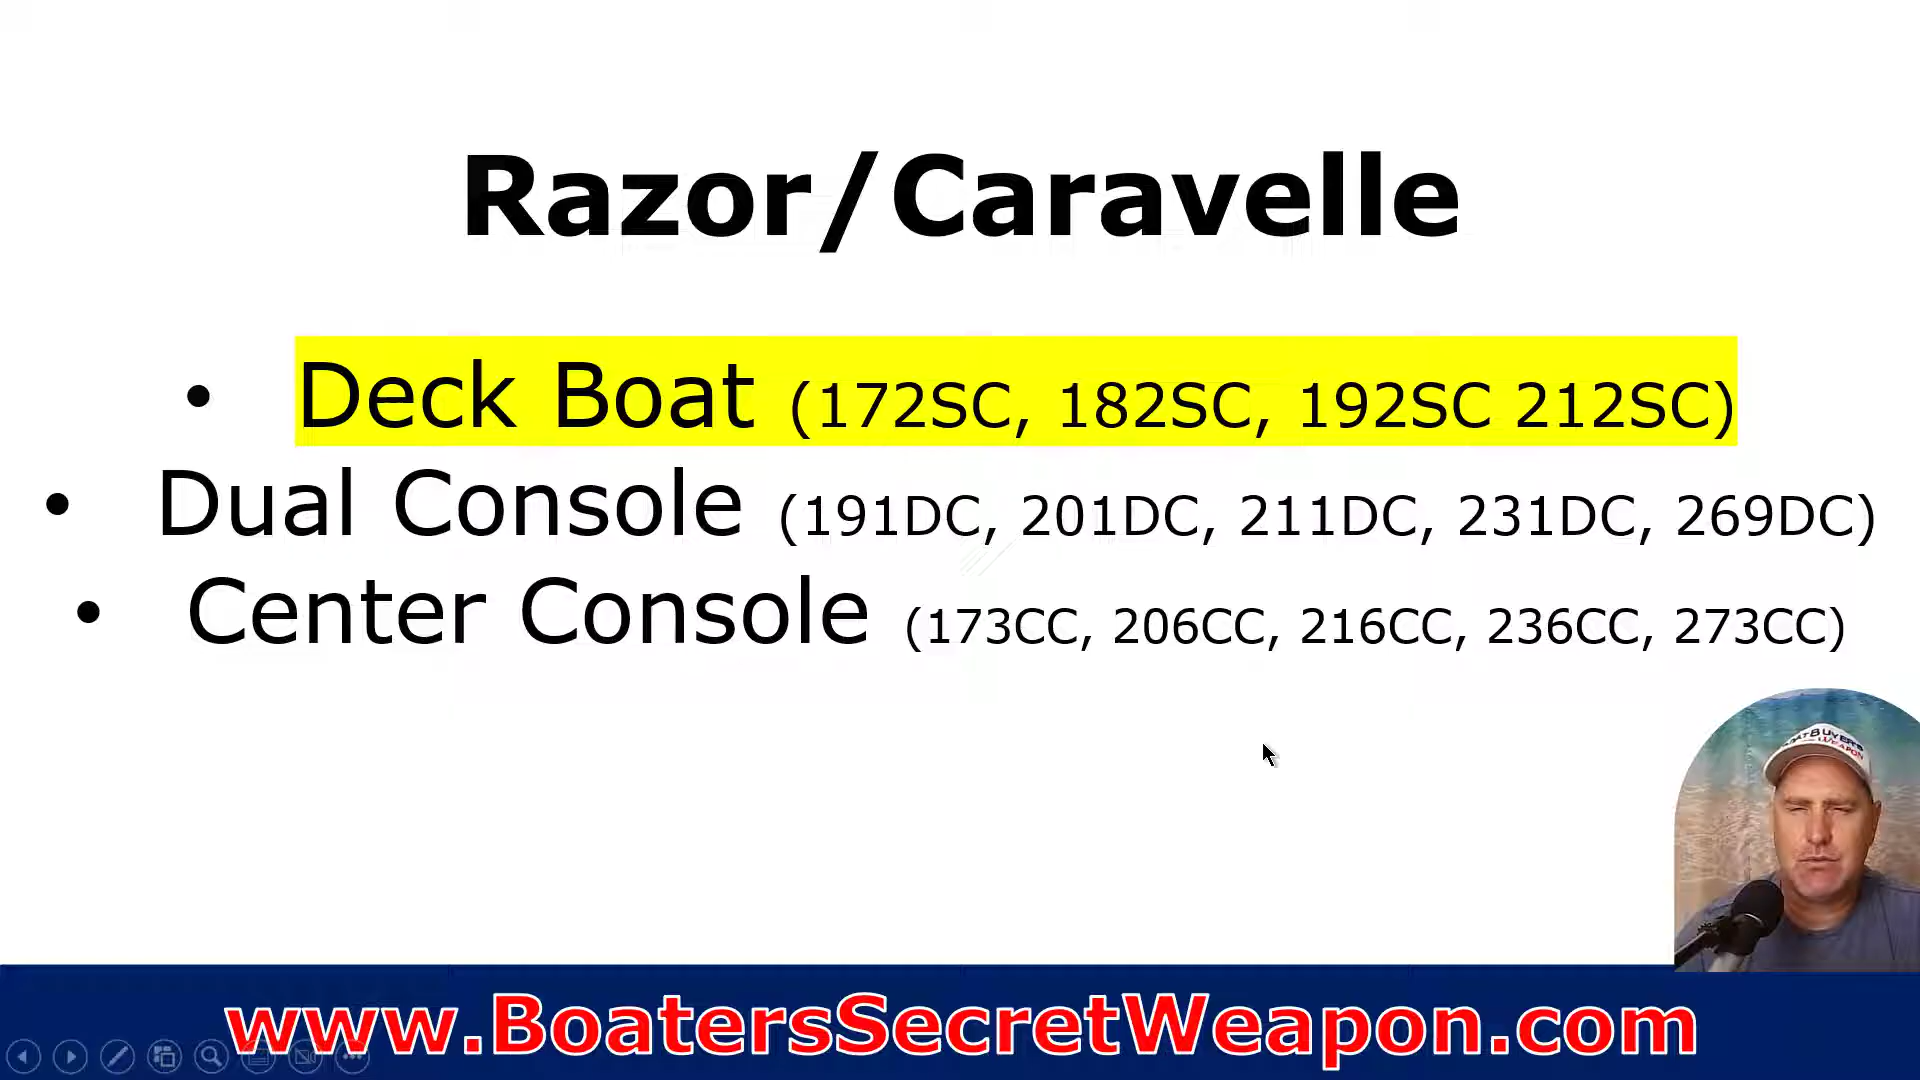 Razor/Caravelle
• Deck Boat (172SC, 182SC, 192SC 212SC)
• Dual Console (191DC, 201DC, 211DC, 231DC, 269DC)
• Center Console (173CC, 206CC, 216CC, 236CC, 273CC)
www.BoatersSecretWeapon.com